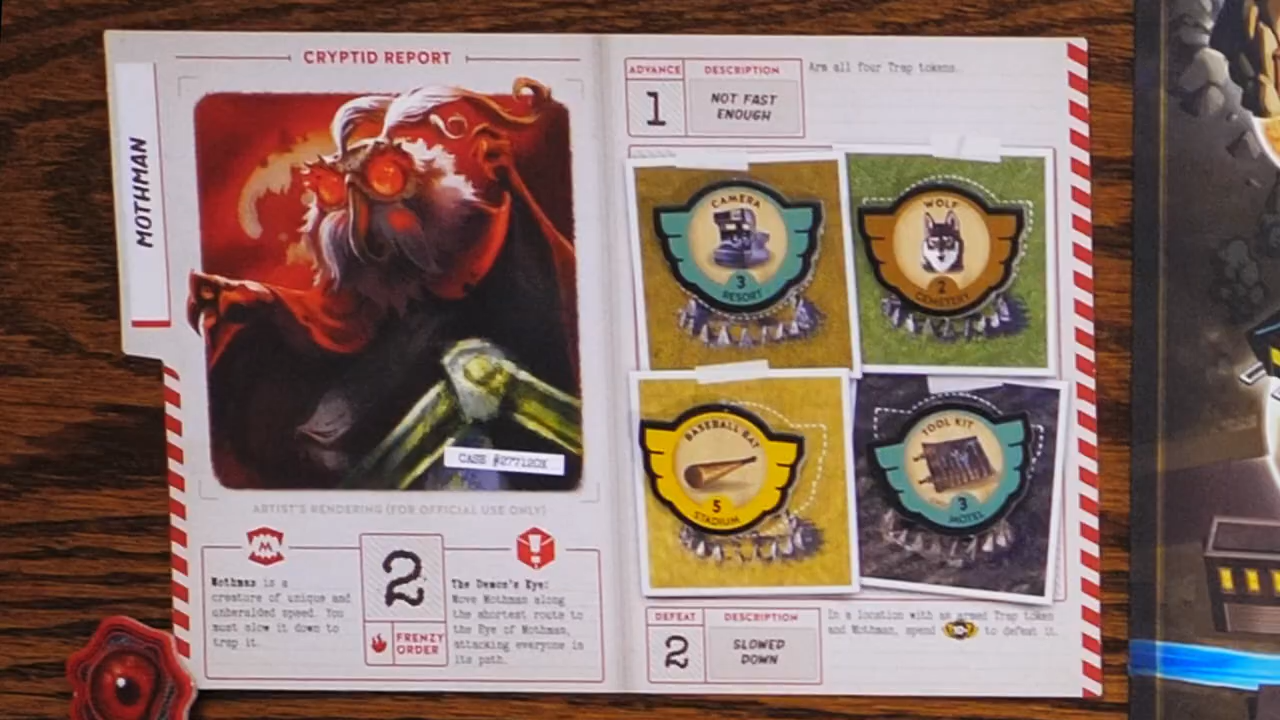 CRYPTID REPORT
MOTHMAN
CASE #27712GX
ARTIST'S RENDERING (FOR OFFICIAL USE ONLY)
Mothman is a
creature of unique and
unheralded speed. You
must slow it down to
trap it.
2
FRENZY
ORDER
The Demon's Eye:
Move Mothman along
the shortest route to
the Eye of Mothman,
attacking everyone in
its path.
ADVANCE
1
DESCRIPTION
NOT FAST
ENOUGH
Arm all four Trap tokens.
CAMERA
3
RESORT
WOLF
2
CEMETERY
BASEBALL BAT
5
STADIUM
TOOL KIT
3
MOTEL
DEFEAT
2
DESCRIPTION
SLOWED
DOWN
In a location with an armed Trap token
and Mothman, spend 10+ to defeat it.